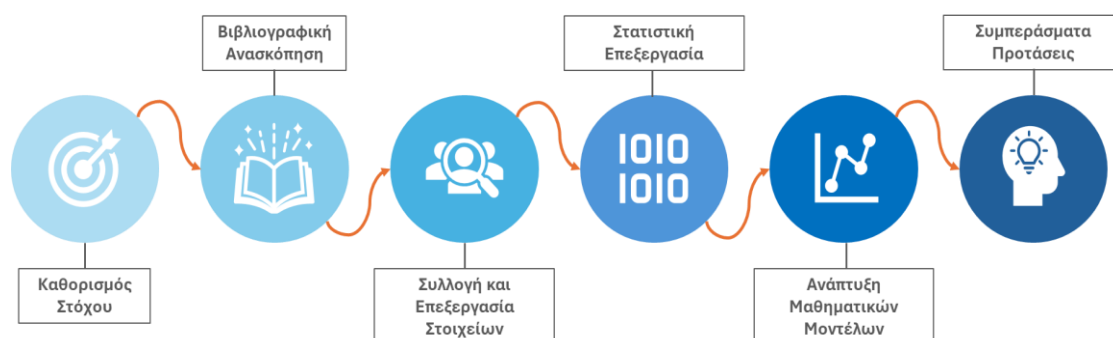 Καθορισμός
Στόχου
Βιβλιογραφική
Ανασκόπηση
Συλλογή και
Επεξεργασία
Στοιχείων
Στατιστική
Επεξεργασία
1010
1010
Ανάπτυξη
Μαθηματικών
Μοντέλων
Συμπεράσματα
Προτάσεις